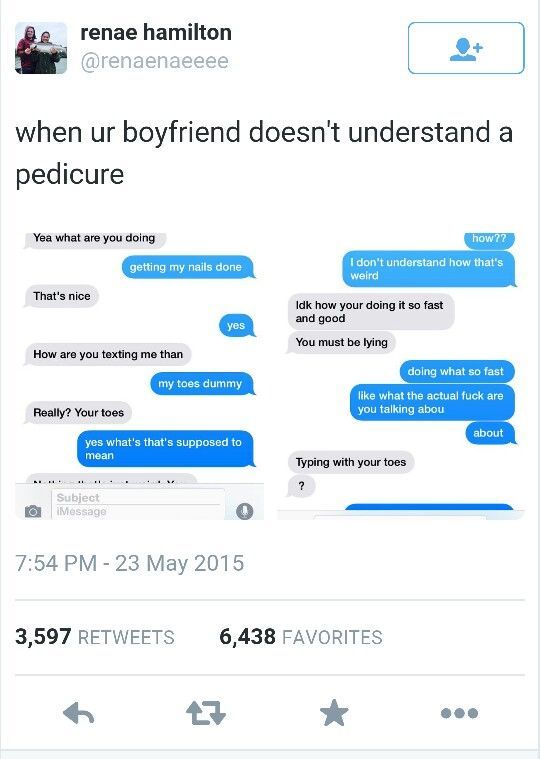 renae hamilton
@renaenaeeee
when ur boyfriend doesn't understand a
pedicure
Yea what are you doing
getting my nails done
That's nice
yes
How are you texting me than
my toes dummy
Really? Your toes
yes what's that's supposed to
mean
Subject
iMessage
how??
I don't understand how that's
weird
Idk how your doing it so fast
and good
You must be lying
doing what so fast
like what the actual fuck are
you talking abou
about
Typing with your toes
?
7:54 PM - 23 May 2015
3,597 RETWEETS 6,438 FAVORITES